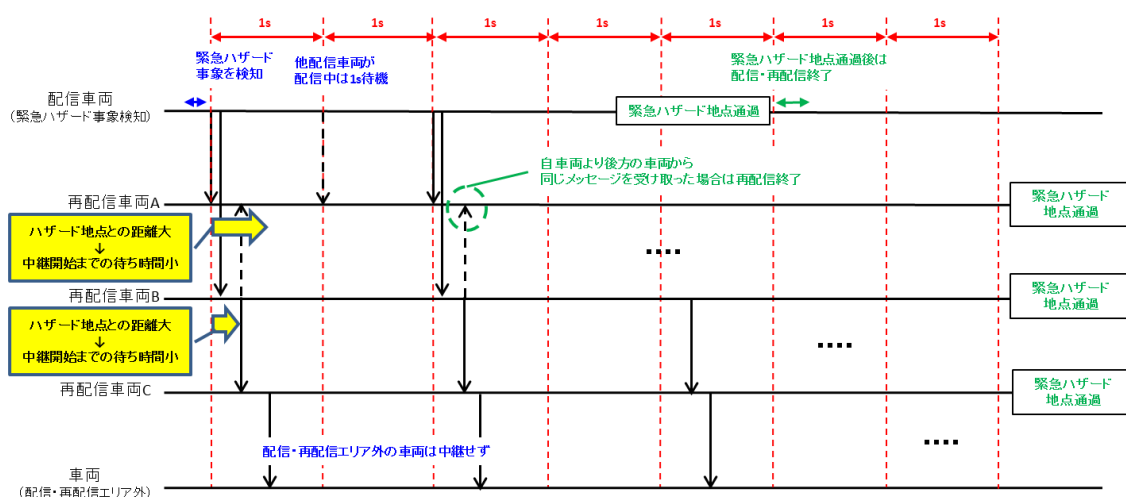 1s
1s
1s
1s
1s
1s
1s
緊急ハザード
事象を検知
他配信車両が
配信中は1s待機
緊急ハザード地点通過後は
配信・再配信終了
配信車両
（緊急ハザード事象検知）
緊急ハザード地点通過
自車両より後方の車両から
同じメッセージを受け取った場合は再配信終了
再配信車両A
緊急ハザード
地点通過
ハザード地点との距離大
↓
中継開始までの待ち時間小
再配信車両B
緊急ハザード
地点通過
ハザード地点との距離大
↓
中継開始までの待ち時間小
再配信車両C
緊急ハザード
地点通過
配信・再配信エリア外の車両は中継せず
車両
（配信・再配信エリア外）